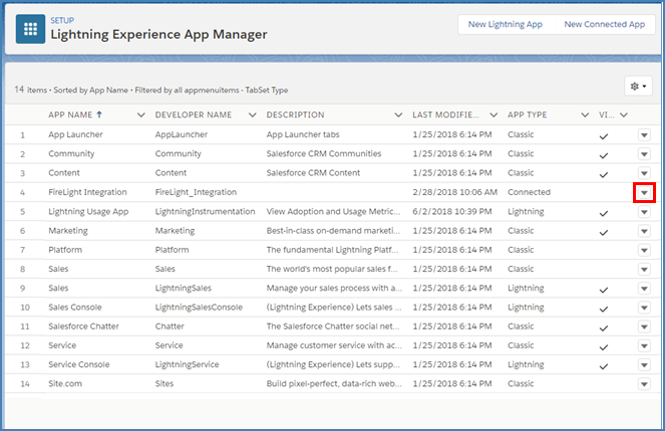 SETUP
Lightning Experience App Manager
New Lightning App New Connected App
14 Items • Sorted by App Name • Filtered by all appmenuitems • TabSet Type
APP NAME ↑ DEVELOPER NAME DESCRIPTION LAST MODIFIE... APP TYPE VI...
1 App Launcher AppLauncher App Launcher tabs 1/25/2018 6:14 PM Classic
2 Community Community Salesforce CRM Communities 1/25/2018 6:14 PM Classic
3 Content Content Salesforce CRM Content 1/25/2018 6:14 PM Classic
4 FireLight Integration FireLight_Integration 2/28/2018 10:06 AM Connected
5 Lightning Usage App LightningInstrumentation View Adoption and Usage Metric... 6/2/2018 10:39 PM Lightning
6 Marketing Marketing Best-in-class on-demand marketi... 1/25/2018 6:14 PM Classic
7 Platform Platform The fundamental Lightning Platf... 1/25/2018 6:14 PM Classic
8 Sales Sales The world's most popular sales f... 1/25/2018 6:14 PM Classic
9 Sales LightningSales Manage your sales process with a... 1/25/2018 6:14 PM Lightning
10 Sales Console LightningSalesConsole (Lightning Experience) Lets sales ... 1/25/2018 6:14 PM Lightning
11 Salesforce Chatter Chatter The Salesforce Chatter social net... 1/25/2018 6:14 PM Classic
12 Service Service Manage customer service with ac... 1/25/2018 6:14 PM Classic
13 Service Console LightningService (Lightning Experience) Lets supp... 1/25/2018 6:14 PM Lightning
14 Site.com Sites Build pixel-perfect, data-rich web... 1/25/2018 6:14 PM Classic